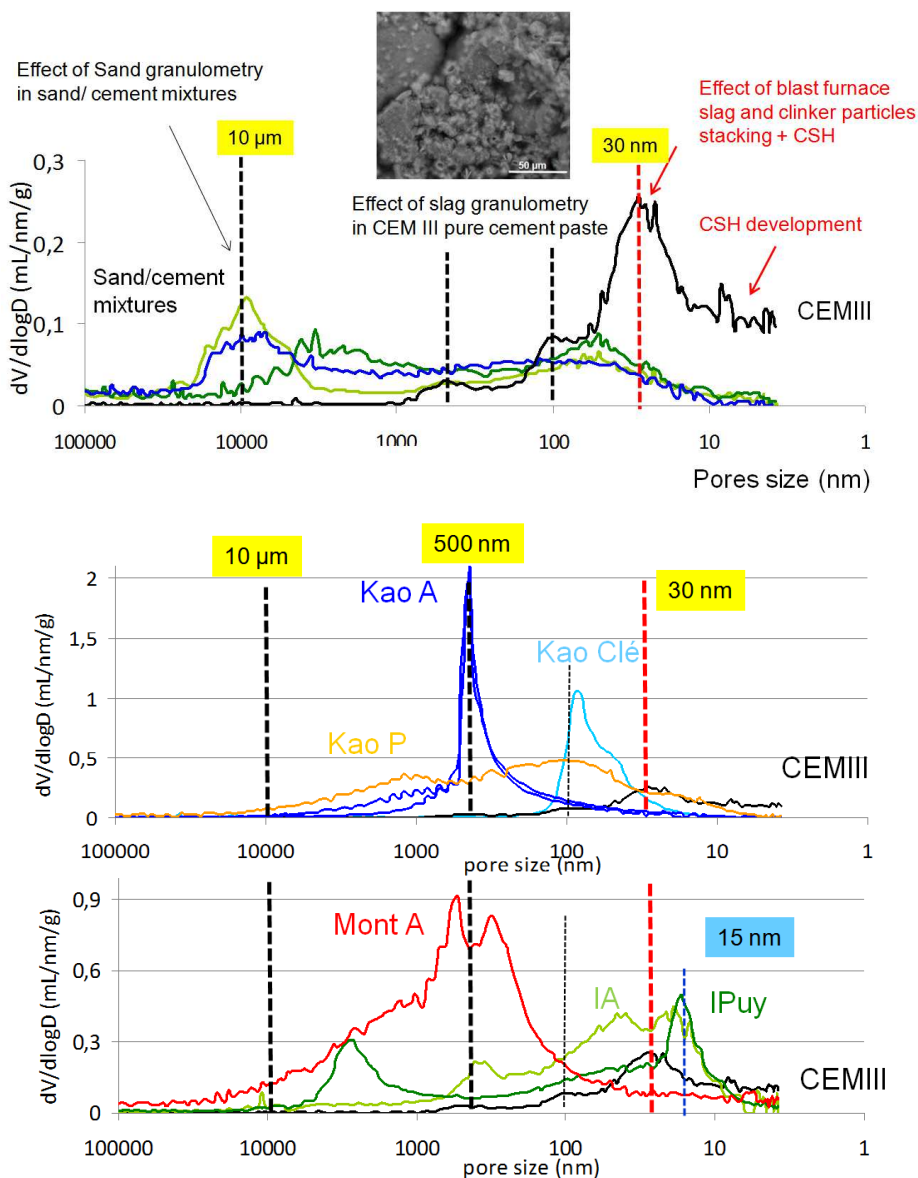 Effect of Sand granulometry
in sand/ cement mixtures
10 µm
50 µm
30 nm
Effect of blast furnace
slag and clinker particles
stacking + CSH
Effect of slag granulometry
in CEM III pure cement paste
CSH development
Sand/cement
mixtures
CEMIII
dV/dlogD (mL/nm/g)
0,3
0,2
0,1
0
100000
10000
1000
100
10
1
Pores size (nm)
10 µm
500 nm
30 nm
Kao A
Kao Clé
Kao P
CEMIII
dV/dlogD (mL/nm/g)
2
1,5
1
0,5
0
100000
10000
1000
100
10
1
pore size (nm)
Mont A
15 nm
IA
IPuy
CEMIII
dV/dlogD (mL/nm/g)
0,9
0,6
0,3
0
100000
10000
1000
100
10
1
pore size (nm)